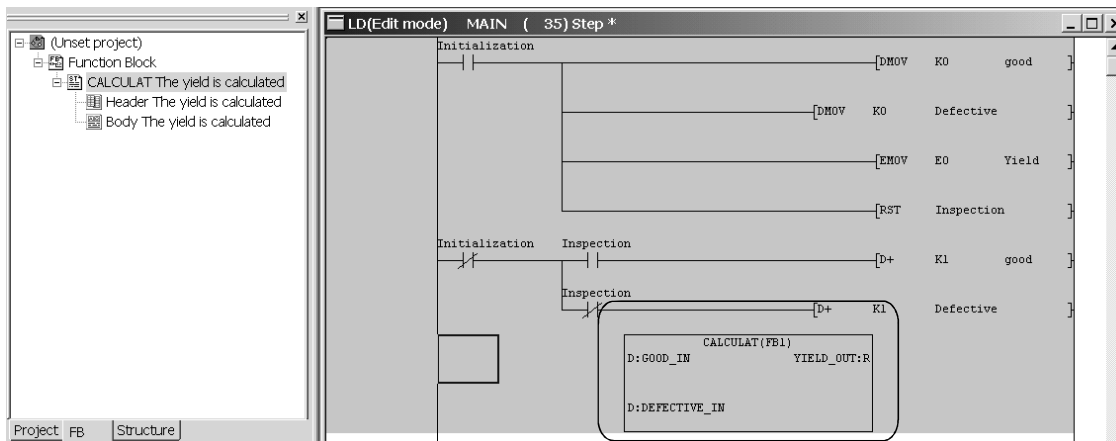 (Unset project)
Function Block
CALCULAT The yield is calculated
Header The yield is calculated
Body The yield is calculated
Project FB Structure
LD(Edit mode) MAIN ( 35) Step *
Initialization
[DMOV K0 good ]
[DMOV K0 Defective ]
[EMOV E0 Yield ]
[RST Inspection ]
Initialization Inspection
[D+ K1 good ]
Inspection
[D+ K1 Defective ]
CALCULAT(FB1)
D:GOOD_IN YIELD_OUT:R
D:DEFECTIVE_IN